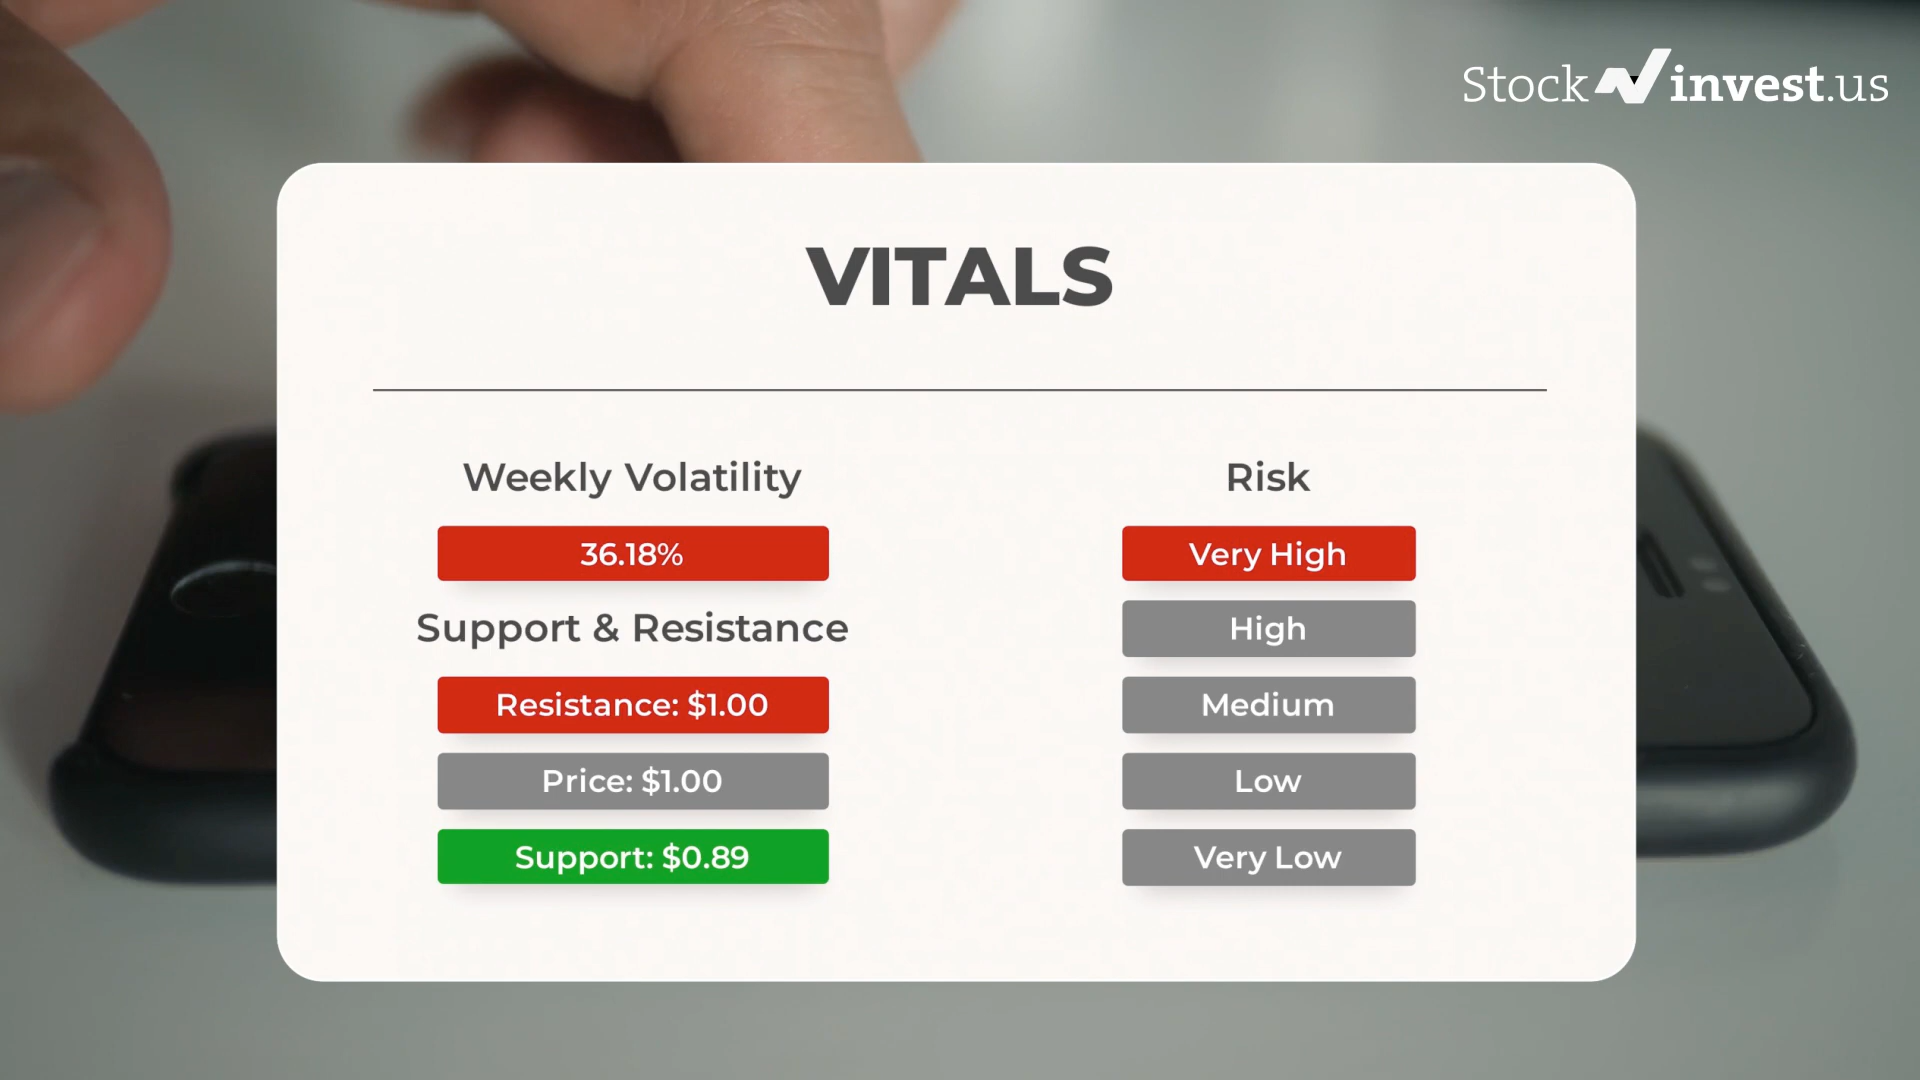 Stock invest.us
VITALS
Weekly Volatility
36.18%
Support & Resistance
Resistance: $1.00
Price: $1.00
Support: $0.89
Risk
Very High
High
Medium
Low
Very Low